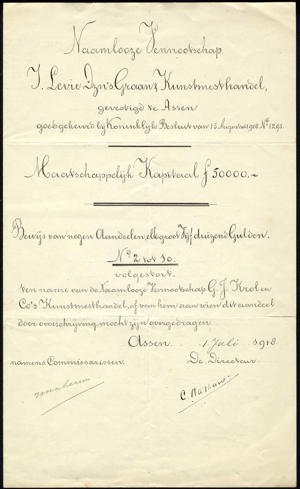 Naamlooze Vennootschap
I. Levie Dzn's Graan & Kunstmesthandel,
gevestigd te Assen
goedgekeurd bij Koninklijk Besluit van 15 Augustus 1908 Nº
Maatschappelijk Kapitaal ƒ 50000.-
Bewijs van negen Aandeelen, elk groot Vijf duizend Gulden.
Nº 2 tot 10.
volgestort.
ten name van de Naamlooze Vennootschap G. J. Krol en
Co's Kunstmesthandel, of van hem aan wien dit aandeel
door overschrijving mocht zijn overgedragen.
Assen 1 Juli 1918
namens Commissarissen. De Directeur